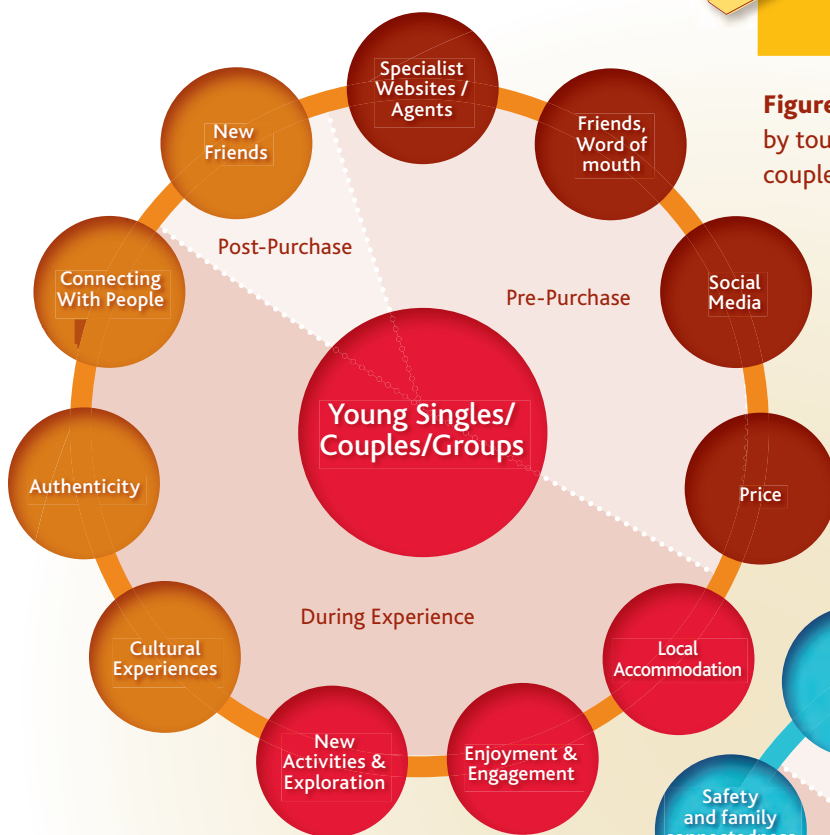 Specialist
Websites /
Agents
Friends,
Word of
mouth
Social
Media
Price
Local
Accommodation
Enjoyment &
Engagement
New
Activities &
Exploration
Cultural
Experiences
Authenticity
Connecting
With People
New
Friends
Post-Purchase
Pre-Purchase
During Experience
Young Singles/
Couples/Groups
Figure
by tou
couple
Safety
and family